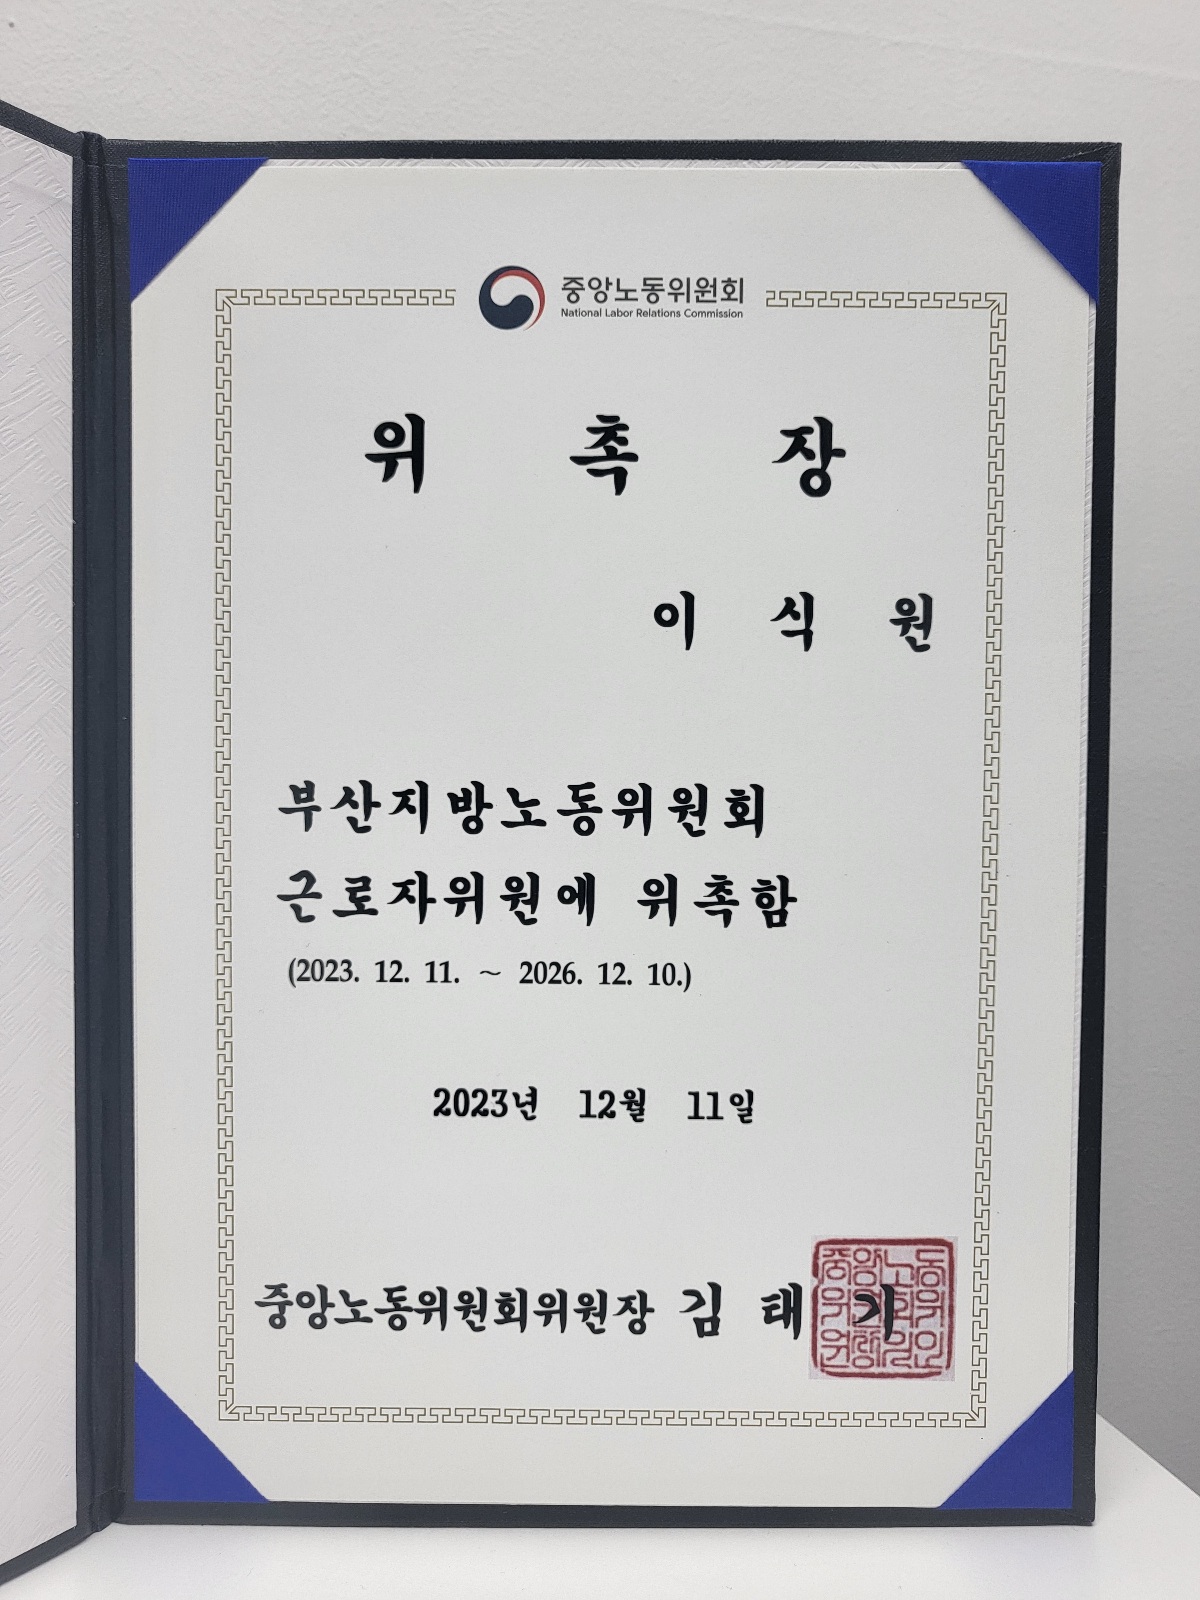 중앙노동위원회
National Labor Relations Commission
위 촉 장
이 식 원
부산지방노동위원회
근로자위원에 위촉함
(2023. 12. 11. ~ 2026. 12. 10.)
2023년 12월 11일
중앙노동위원회위원장 김 태 기